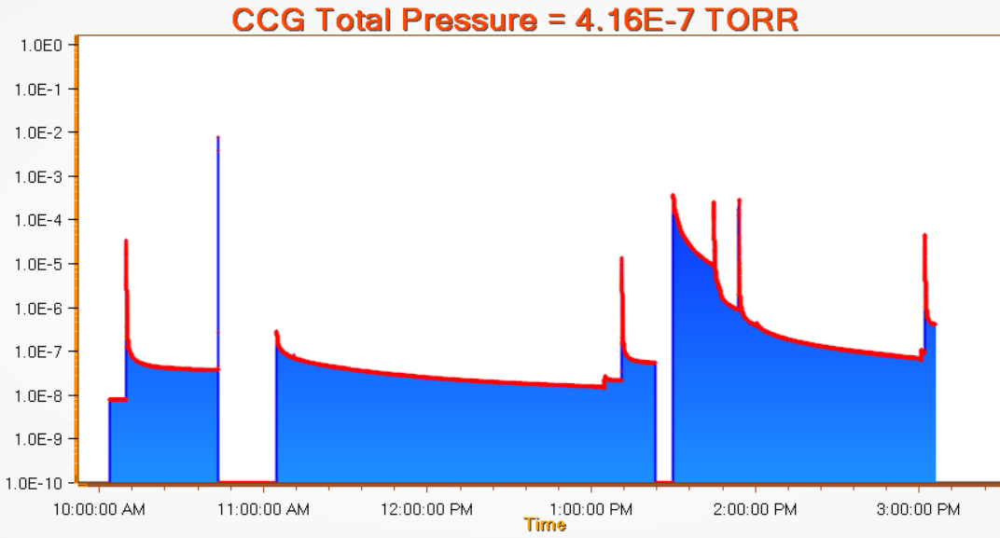 CCG Total Pressure = 4.16E-7 TORR
1.0E0
1.0E-1
1.0E-2
1.0E-3
1.0E-4
1.0E-5
1.0E-6
1.0E-7
1.0E-8
1.0E-9
1.0E-10
10:00:00 AM 11:00:00 AM 12:00:00 PM 1:00:00 PM 2:00:00 PM 3:00:00 PM
Time